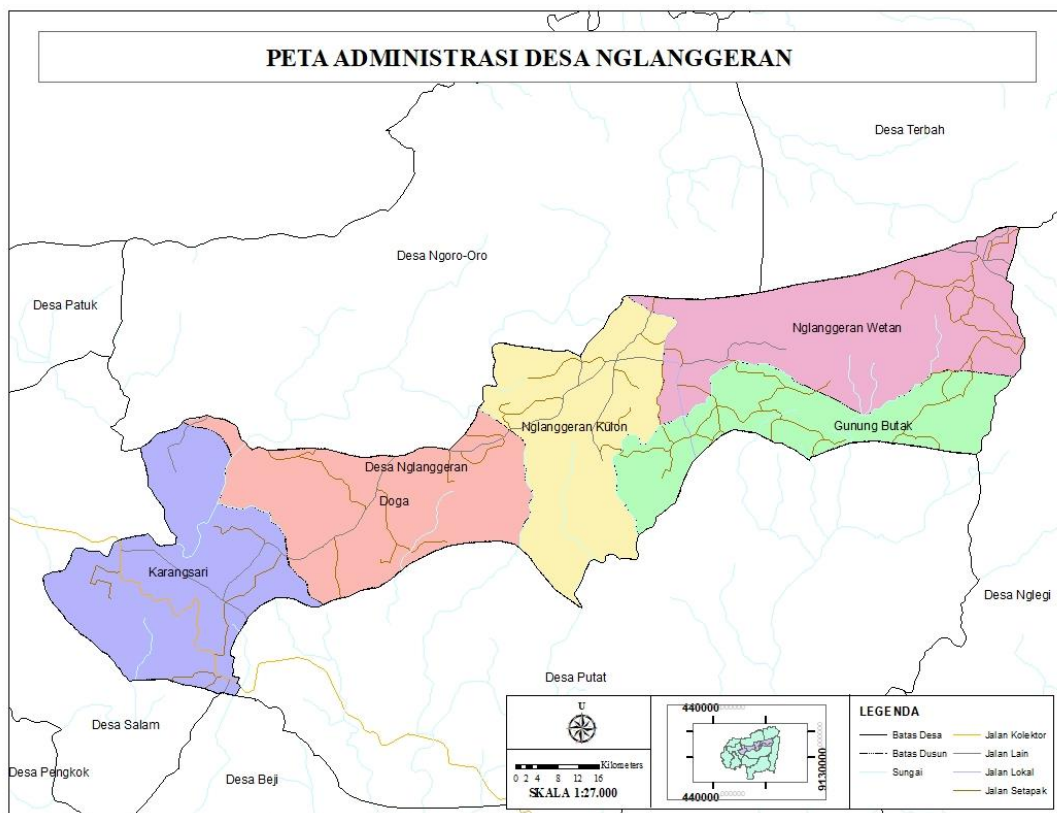 PETA ADMINISTRASI DESA NGLANGGERAN
Desa Terbah
Desa Ngoro-Oro
Desa Patuk
Nglanggeran Wetan
Nglanggeran Kulon
Gunung Butak
Desa Nglanggeran
Doga
Karangsari
Desa Nglegi
Desa Putat
Desa Salam
Desa Pengkok
Desa Beji
U
0 2 4 8 12 16 Kilometers
SKALA 1:27.000
440000
9130000
440000
LEGENDA
Batas Desa
Batas Dusun
Sungai
Jalan Kolektor
Jalan Lain
Jalan Lokal
Jalan Setapak